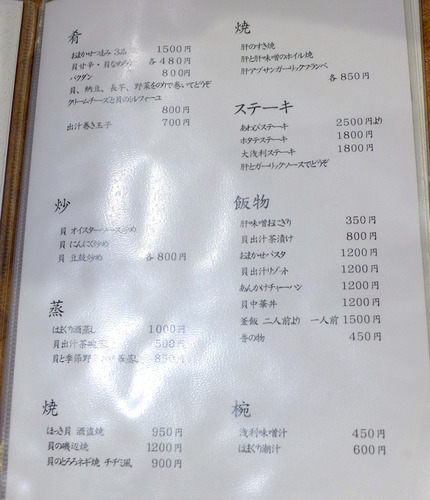 肴
おまかせつまみ 3品 1500円
貝甘辛・貝なめろう 各480円
バクダン 800円
貝、納豆、長芋、野菜をのりで巻いてどうぞ
クリームチーズと貝のミルフィーユ
800円
出汁巻き玉子 700円
炒
貝 オイスターソース炒め
貝 にんにく炒め
貝 豆鼓炒め 各800円
蒸
はまぐり酒蒸し 1000円
貝出汁茶碗蒸し 500円
貝と季節野 蒸し 850円
焼
ほっき貝 酒盗焼 950円
貝の磯辺焼 1200円
貝のとろろネギ焼 チヂミ風 900円
焼
肝のすき焼
肝と肝味噌のホイル焼
肝アブサンガーリックフランベ
各850円
ステーキ
あわびステーキ 2500円より
ホタテステーキ 1800円
大浅利ステーキ 1800円
肝とガーリックソースでどうぞ
飯物
肝味噌おにぎり 350円
貝出汁茶漬け 800円
おまかせパスタ 1200円
貝出汁リゾット 1200円
あんかけチャーハン 1200円
貝中華丼 1200円
釜飯 二人前より 一人前 1500円
香の物 450円
椀
浅利味噌汁 450円
はまぐり潮汁 600円